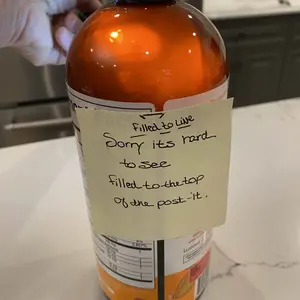 Filled to Line
Sorry its hard
to see
filled to the top
of the post-it.